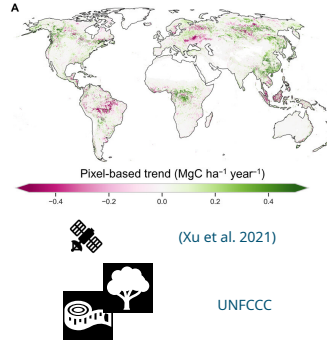 A
Pixel-based trend (MgC ha⁻¹ year⁻¹)
−0.4 −0.2 0.0 0.2 0.4
(Xu et al. 2021)
UNFCCC